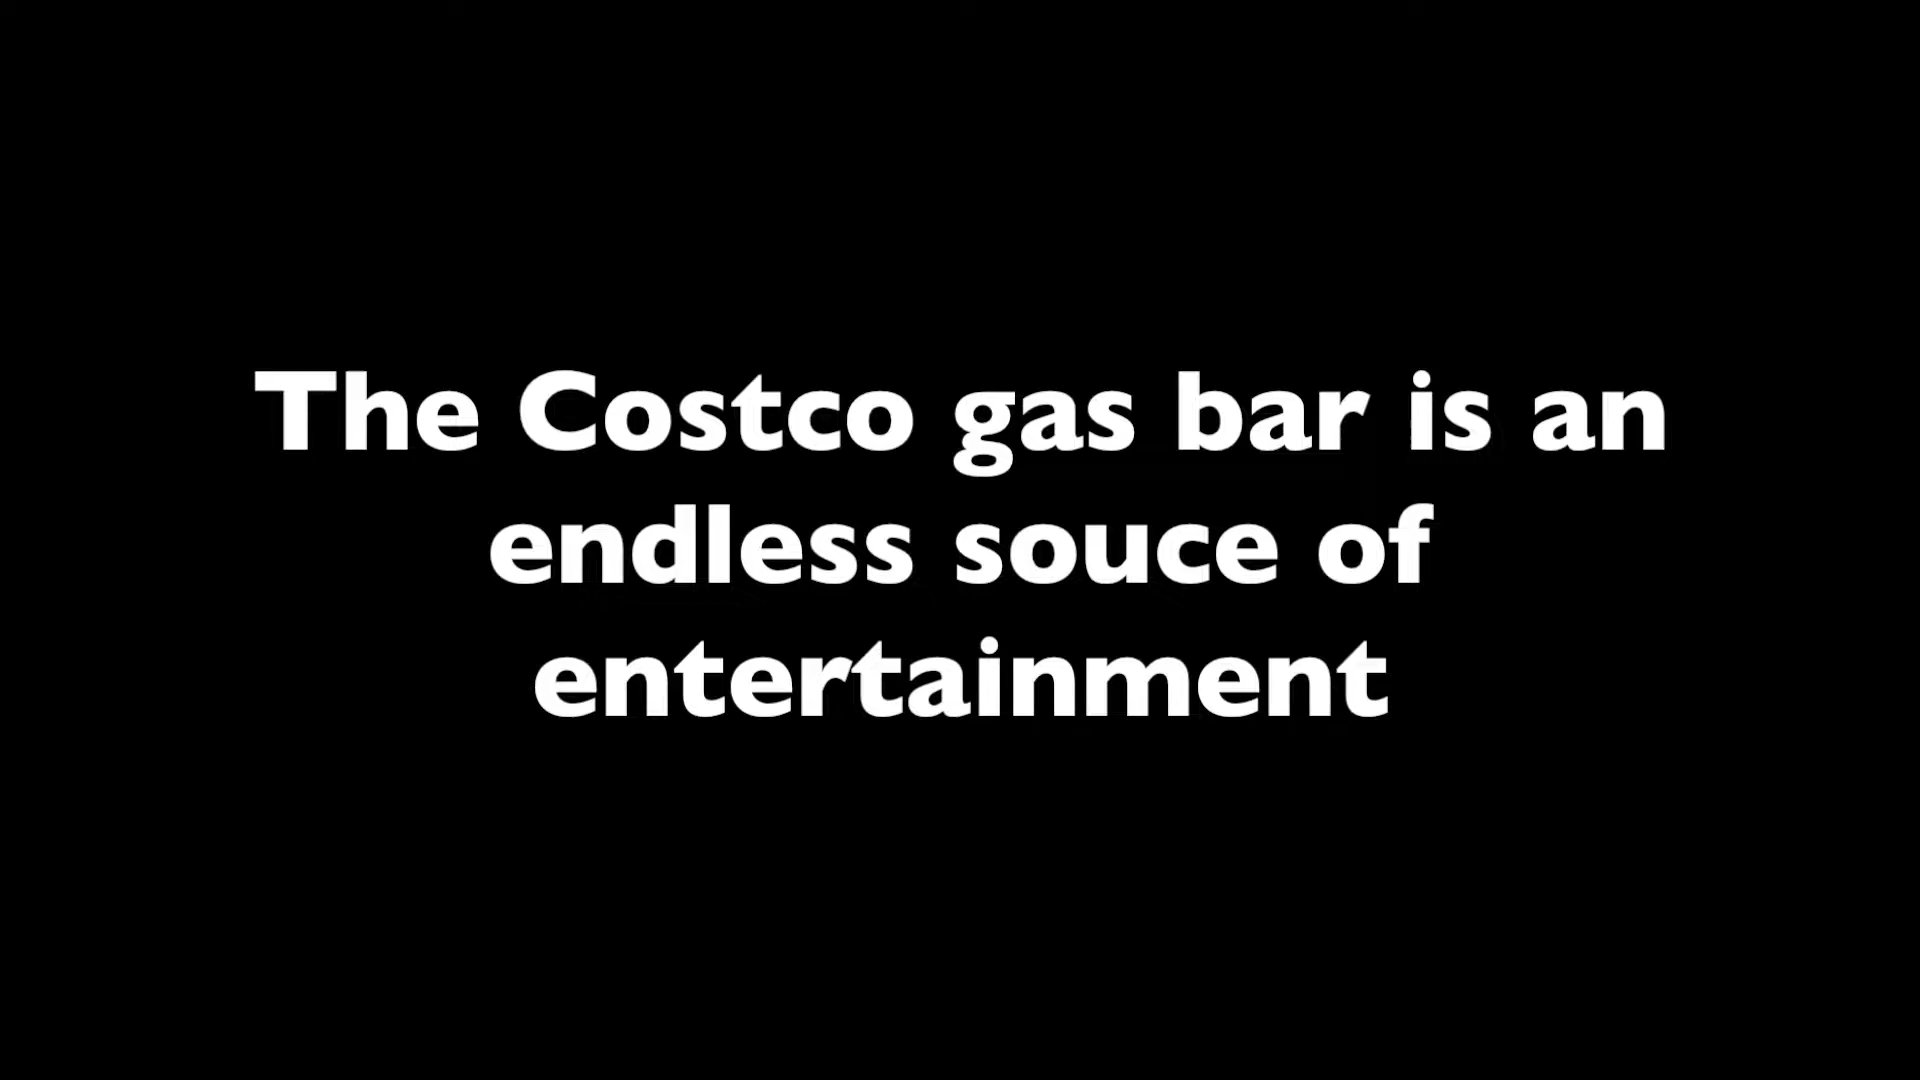 The Costco gas bar is an
endless souce of
entertainment